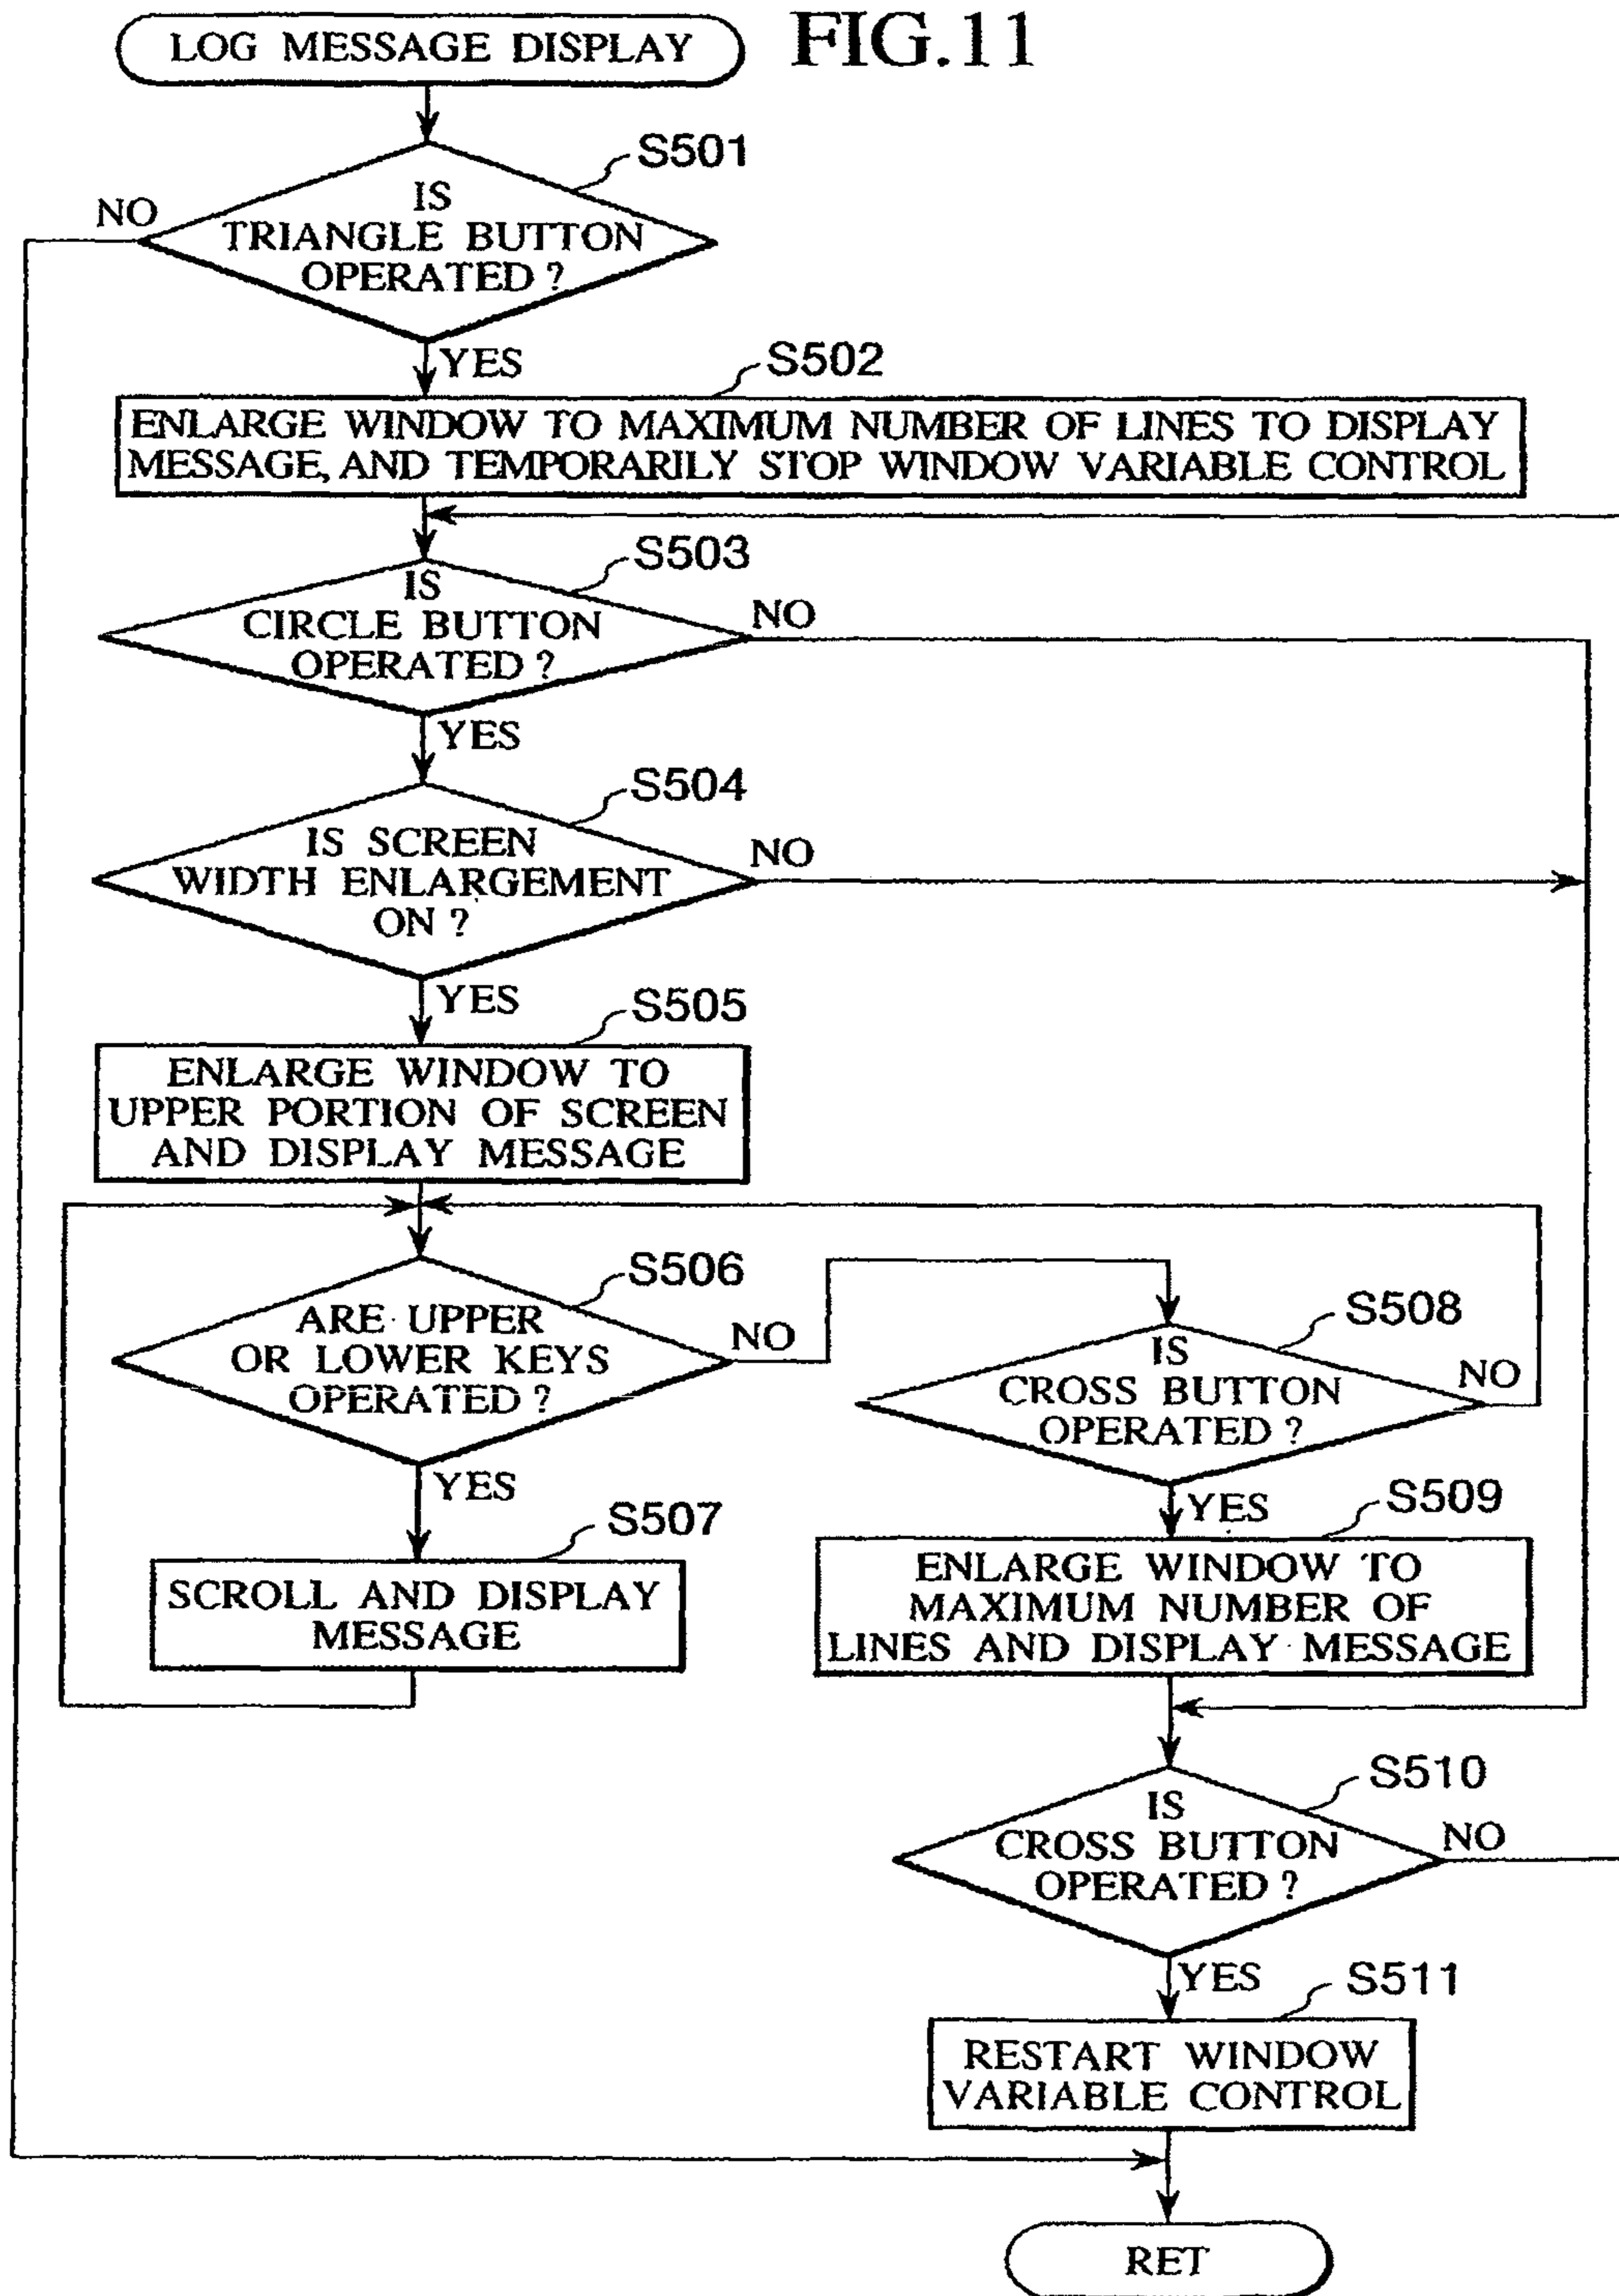 LOG MESSAGE DISPLAY
FIG.11
S501
IS
TRIANGLE BUTTON
OPERATED ?
NO
YES
S502
ENLARGE WINDOW TO MAXIMUM NUMBER OF LINES TO DISPLAY
MESSAGE, AND TEMPORARILY STOP WINDOW VARIABLE CONTROL
S503
IS
CIRCLE BUTTON
OPERATED ?
NO
YES
S504
IS SCREEN
WIDTH ENLARGEMENT
ON ?
NO
YES
S505
ENLARGE WINDOW TO
UPPER PORTION OF SCREEN
AND DISPLAY MESSAGE
S506
ARE UPPER
OR LOWER KEYS
OPERATED ?
NO
YES
S507
SCROLL AND DISPLAY
MESSAGE
S508
IS
CROSS BUTTON
OPERATED ?
NO
YES
S509
ENLARGE WINDOW TO
MAXIMUM NUMBER OF
LINES AND DISPLAY MESSAGE
S510
IS
CROSS BUTTON
OPERATED ?
NO
YES
S511
RESTART WINDOW
VARIABLE CONTROL
RET